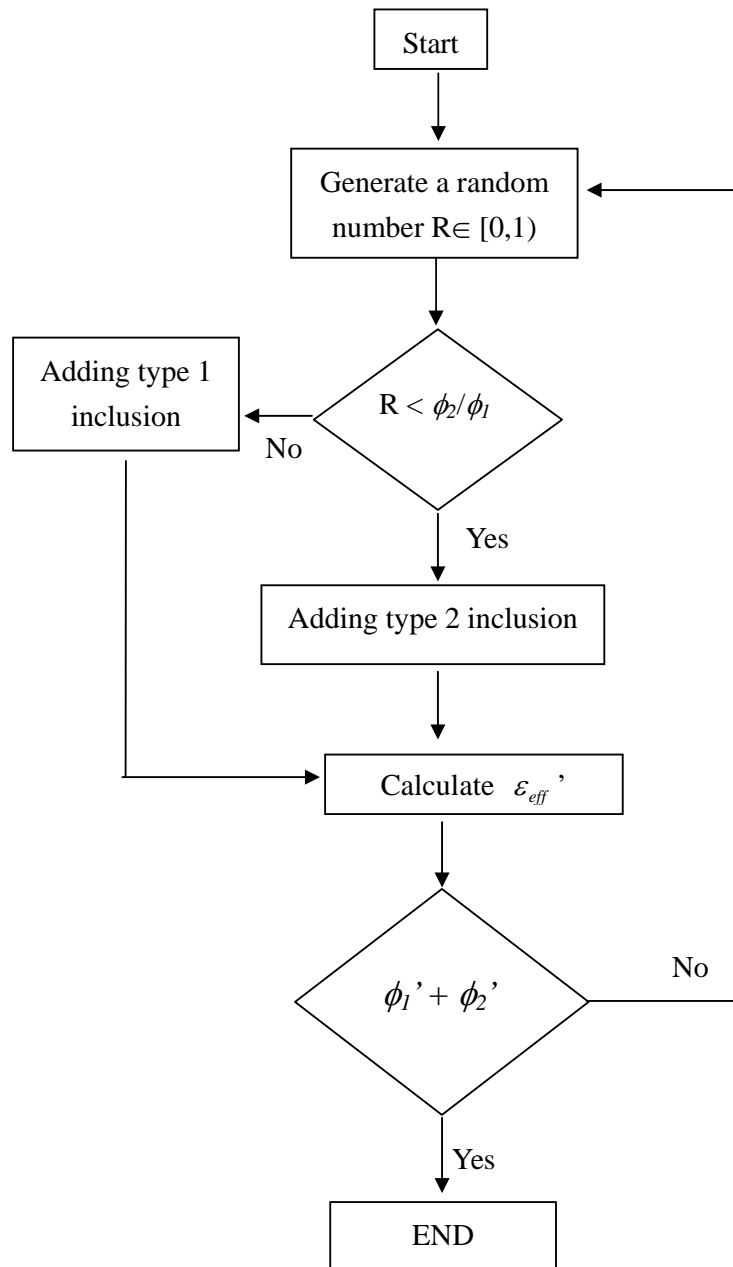 Start
Generate a random
number R∈ [0,1)
R < ϕ2/ϕ1
Adding type 1
inclusion
No
Yes
Adding type 2 inclusion
Calculate εeff ’
ϕ1’ + ϕ2’
No
Yes
END